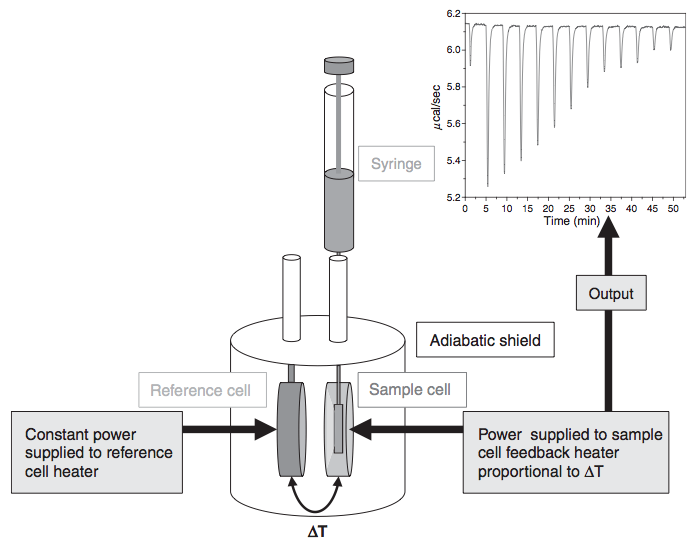 6.2
6.0
5.8
5.6
5.4
5.2
μcal/sec
0 5 10 15 20 25 30 35 40 45 50
Time (min)
Syringe
Output
Adiabatic shield
Reference cell
Sample cell
Constant power
supplied to reference
cell heater
Power supplied to sample
cell feedback heater
proportional to ΔT
ΔT